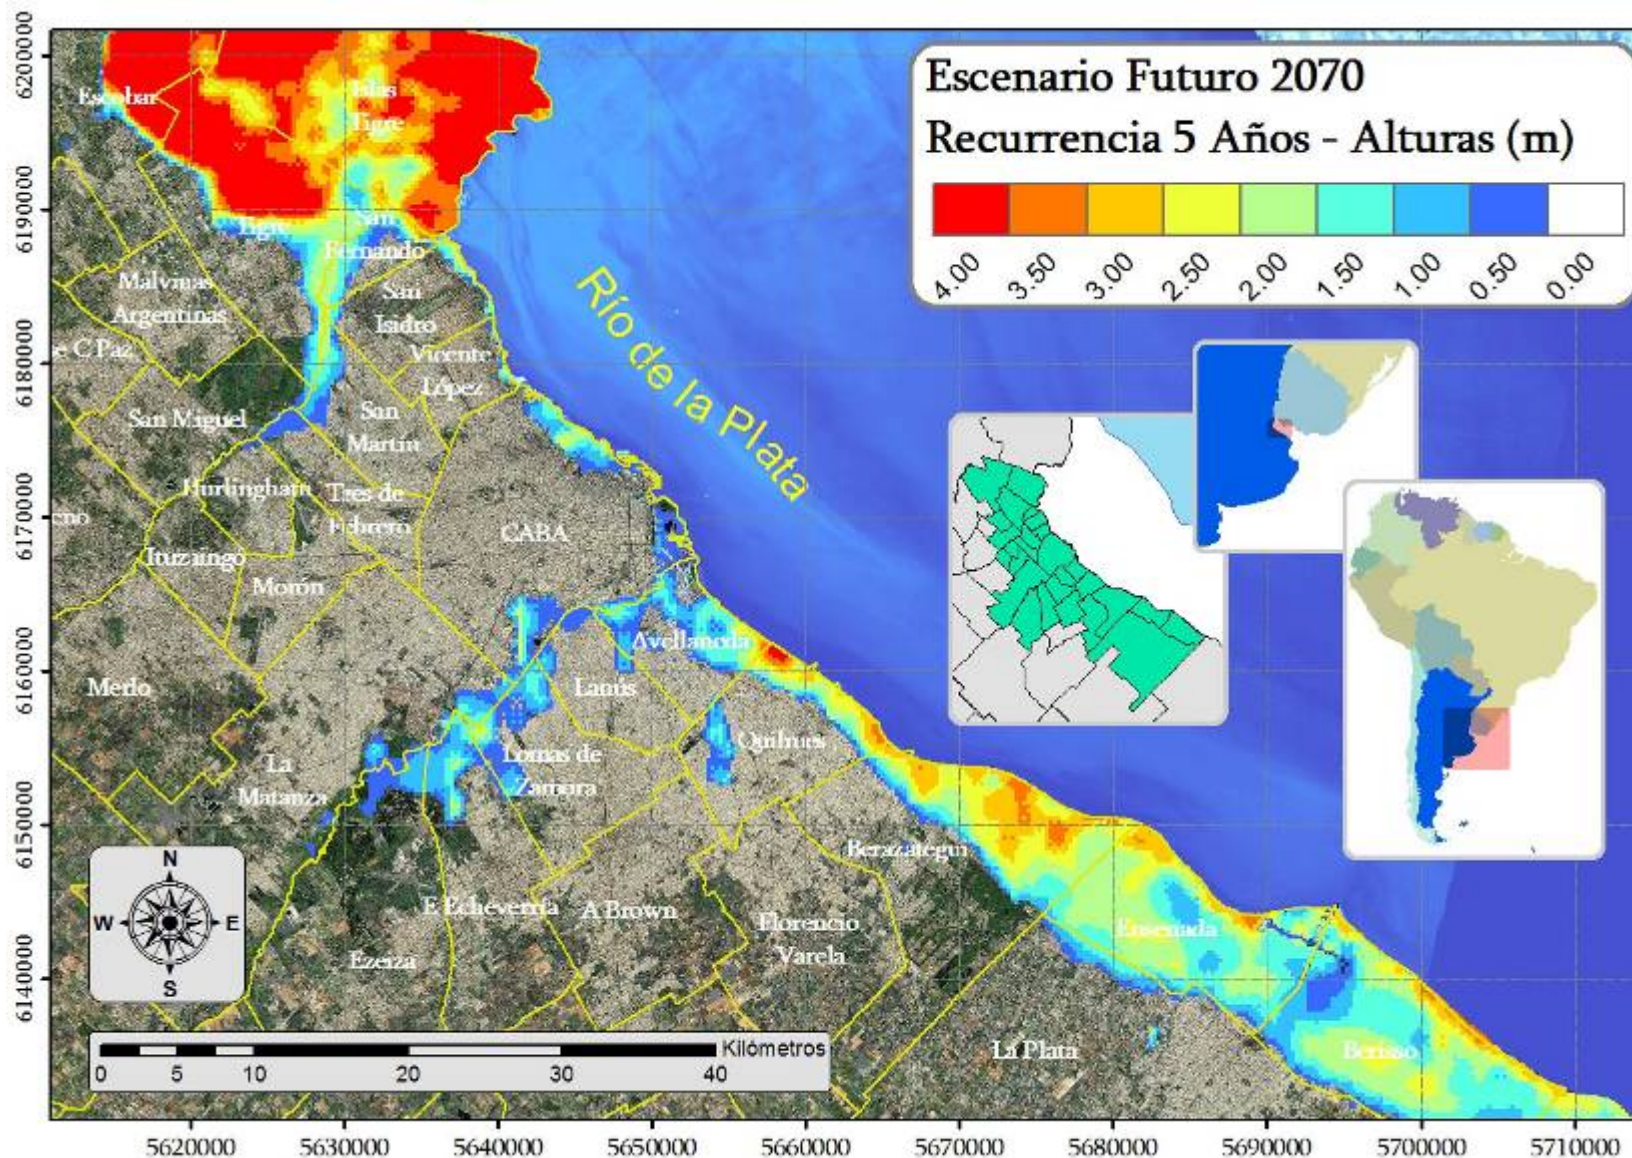 Escenario Futuro 2070
Recurrencia 5 Años - Alturas (m)
4.00
3.50
3.00
2.50
2.00
1.50
1.00
0.50
0.00
6200000
6190000
6180000
6170000
6160000
6150000
6140000
Escobar
Islas
Tigre
Tigre
San
Fernando
Malvinas
Argentinas
San
Isidro
e C Paz
Vicente
López
San Miguel
San
Martin
Río de la Plata
Hurlingham
Tres de
Febrero
CABA
Ituzaingó
Morón
Avellaneda
Merlo
Lanús
Quilmes
La
Matanza
Lomas de
Zamora
Berazategui
E Echeverría
A Brown
Florencio
Varela
Ensenada
Ezeiza
La Plata
Berisso
N
W
E
S
Kilómetros
0
5
10
20
30
40
5620000
5630000
5640000
5650000
5660000
5670000
5680000
5690000
5700000
5710000